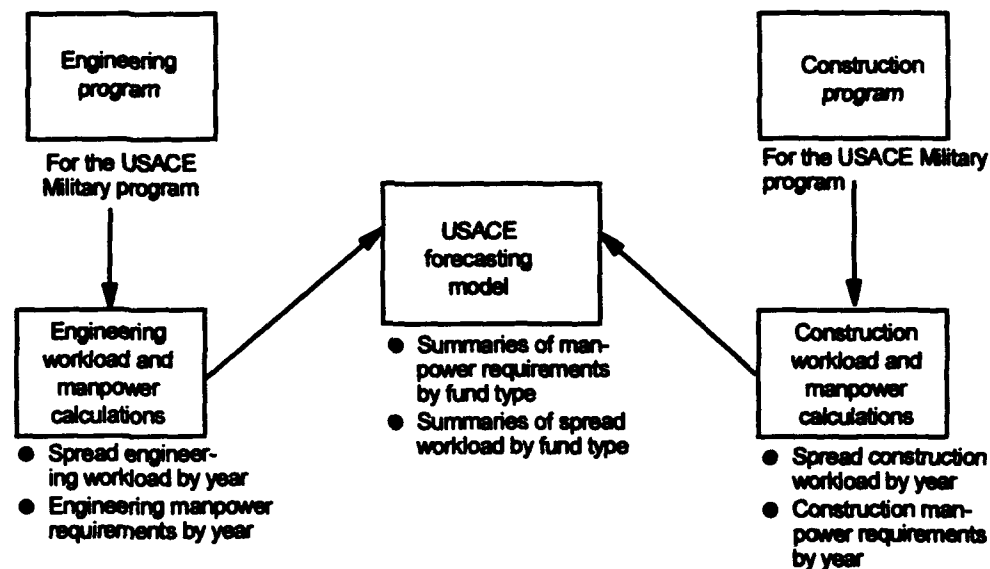 Engineering
program
For the USACE
Military program
Engineering
workload and
manpower
calculations
● Spread engineer-
ing workload by year
● Engineering manpower
requirements by year
USACE
forecasting
model
● Summaries of man-
power requirements
by fund type
● Summaries of spread
workload by fund type
Construction
program
For the USACE Military
program
Construction
workload and
manpower
calculations
● Spread construction
workload by year
● Construction man-
power requirements
by year